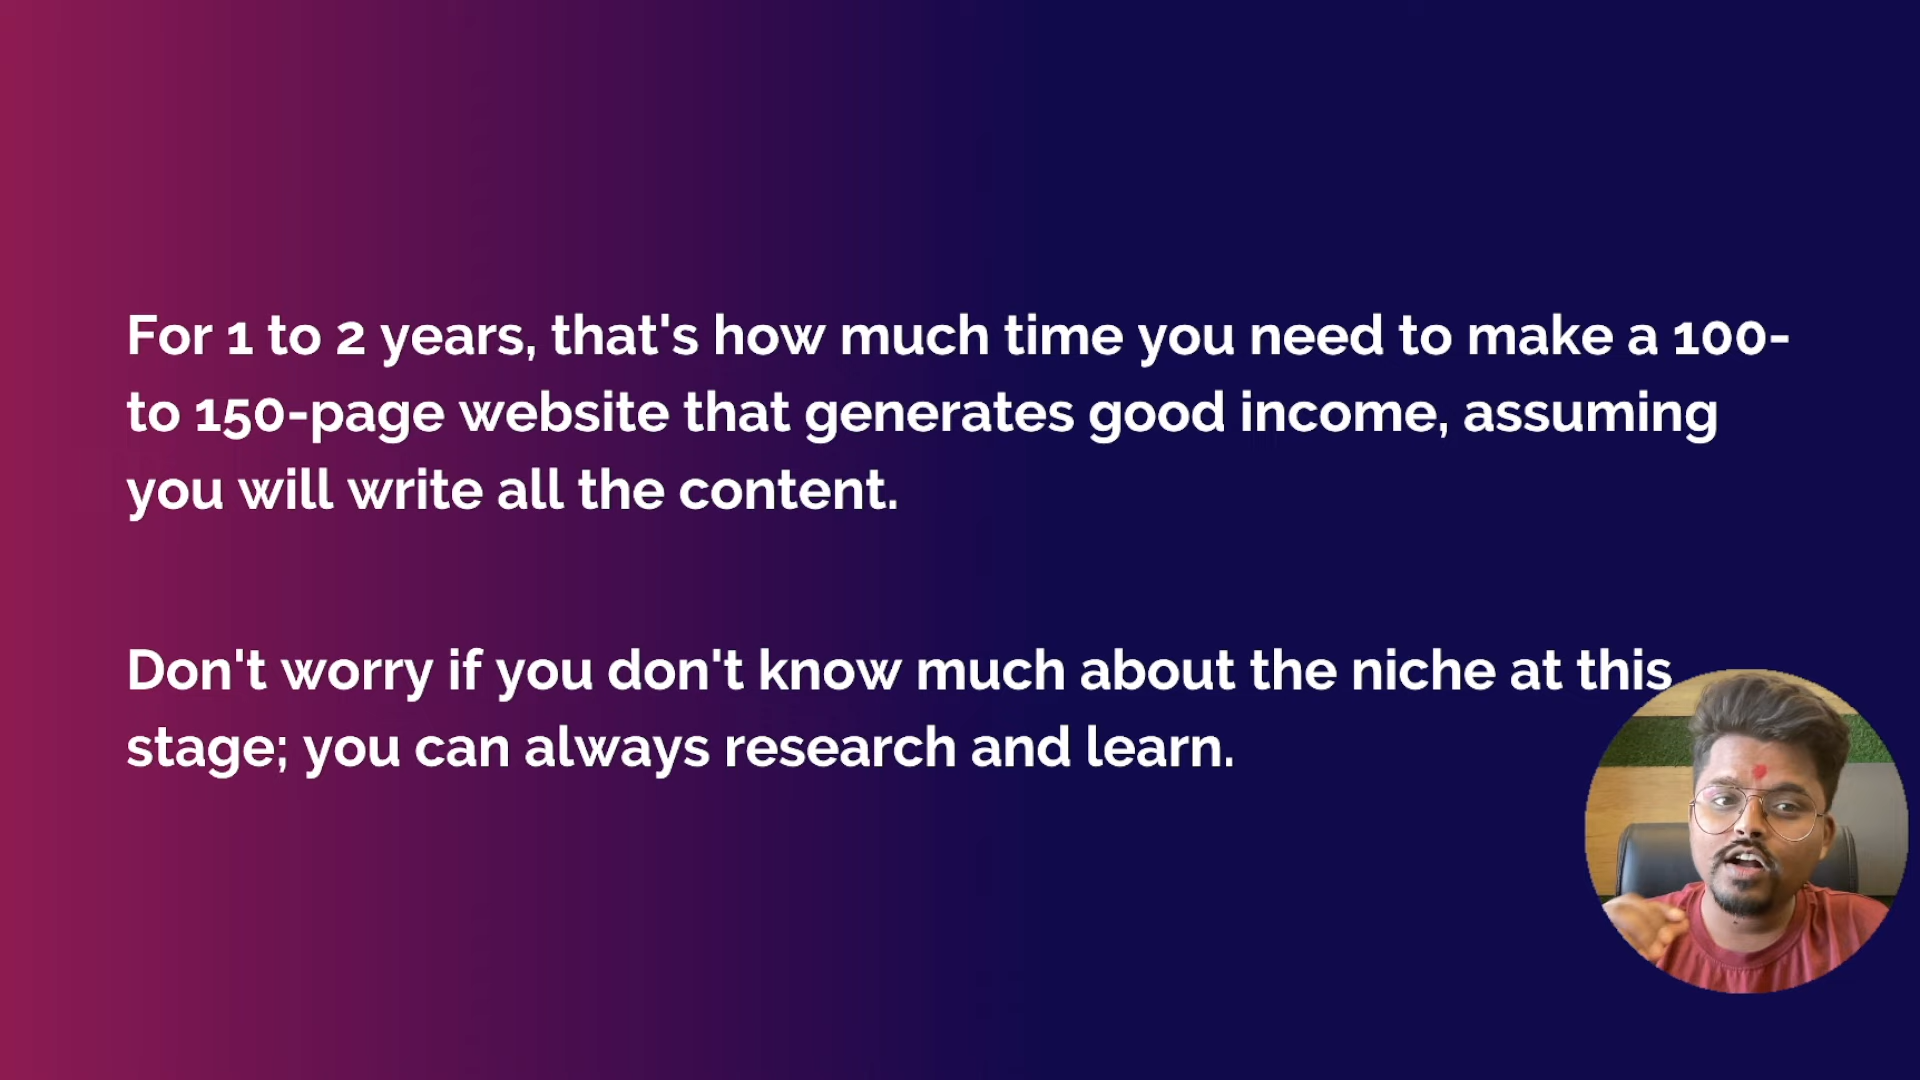 For 1 to 2 years, that's how much time you need to make a 100-
to 150-page website that generates good income, assuming
you will write all the content.
Don't worry if you don't know much about the niche at this
stage; you can always research and learn.